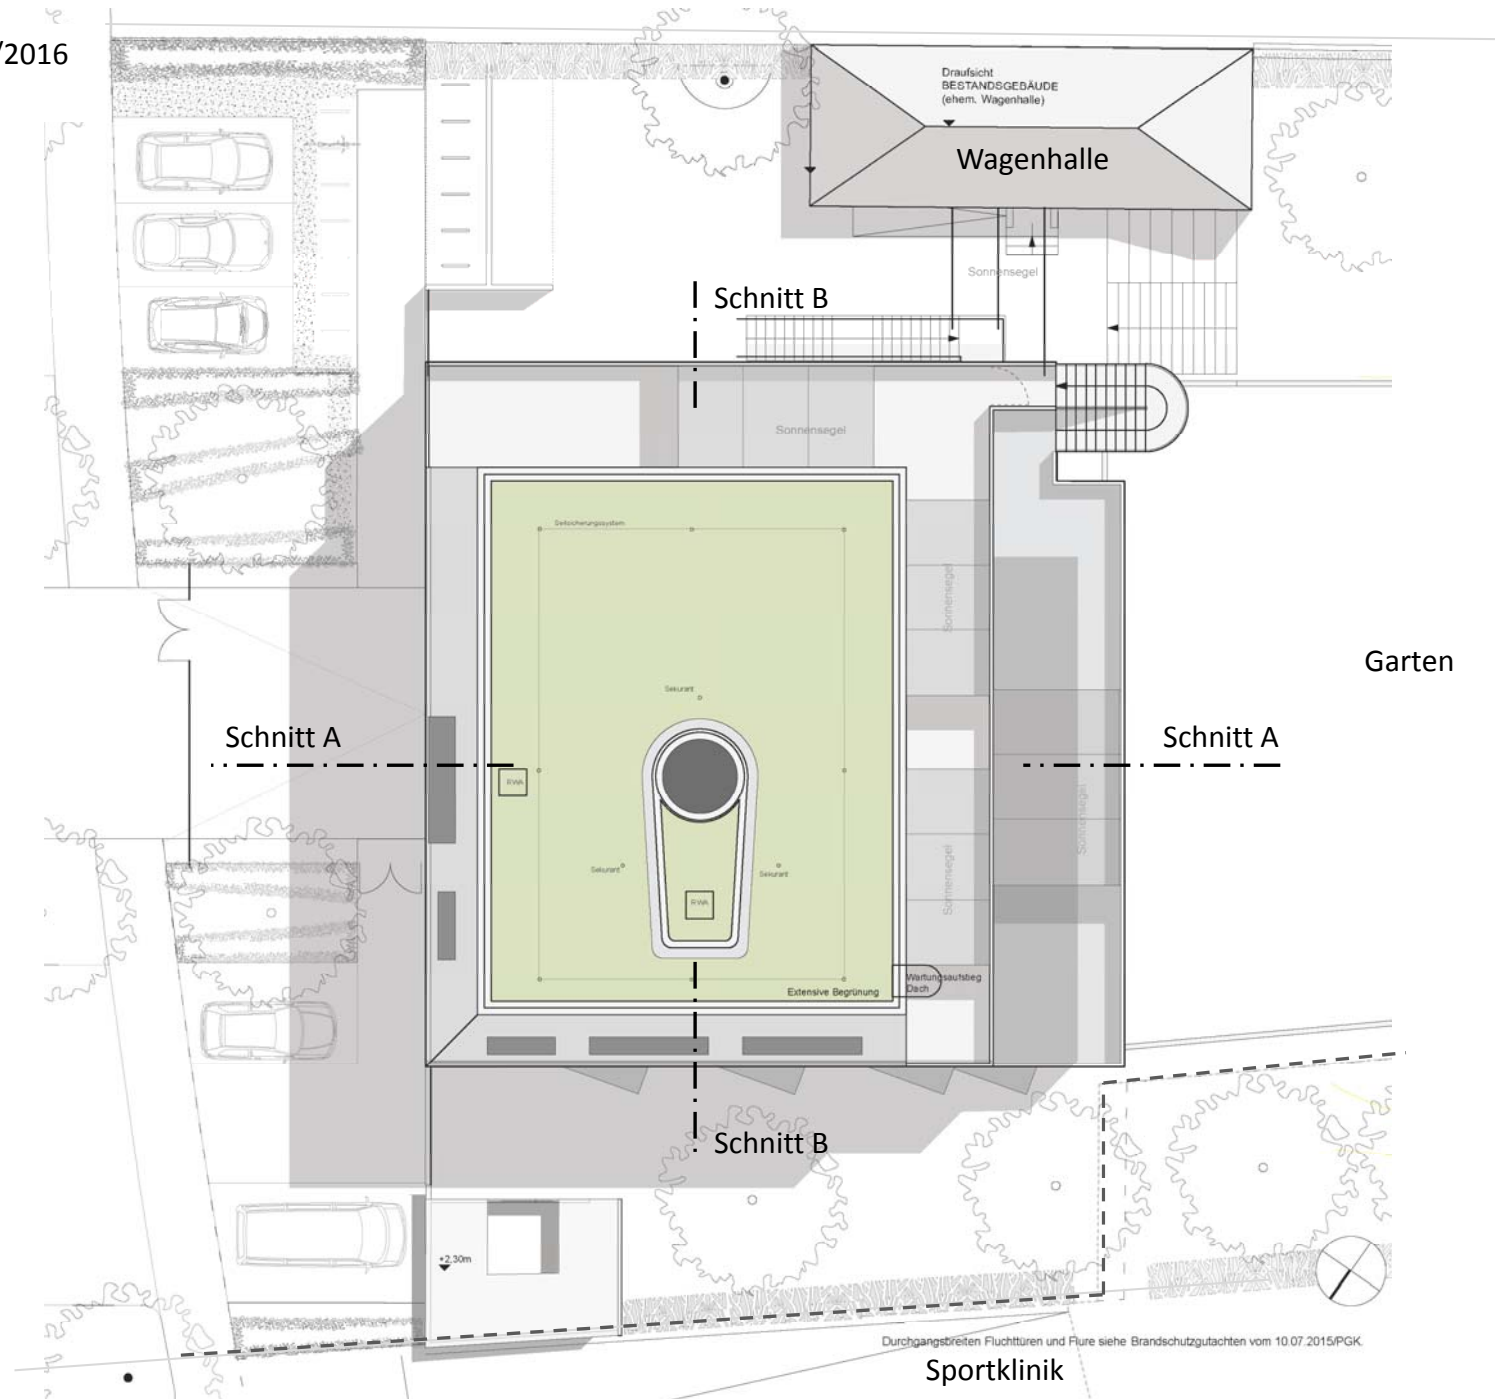 /2016
Draufsicht
BESTANDSGEBÄUDE
(ehem. Wagenhalle)
Wagenhalle
Sonnensegel
Schnitt B
Sonnensegel
Seilsicherungssystem
Sonnensegel
Garten
Sekurant
Schnitt A
Schnitt A
RWA
Sonnensegel
Sekurant
Sekurant
Sonnensegel
RWA
Wartungsaufstieg
Dach
Extensive Begrünung
Schnitt B
+2.30m
Durchgangsbreiten Fluchttüren und Flure siehe Brandschutzgutachten vom 10.07.2015/PGK.
Sportklinik